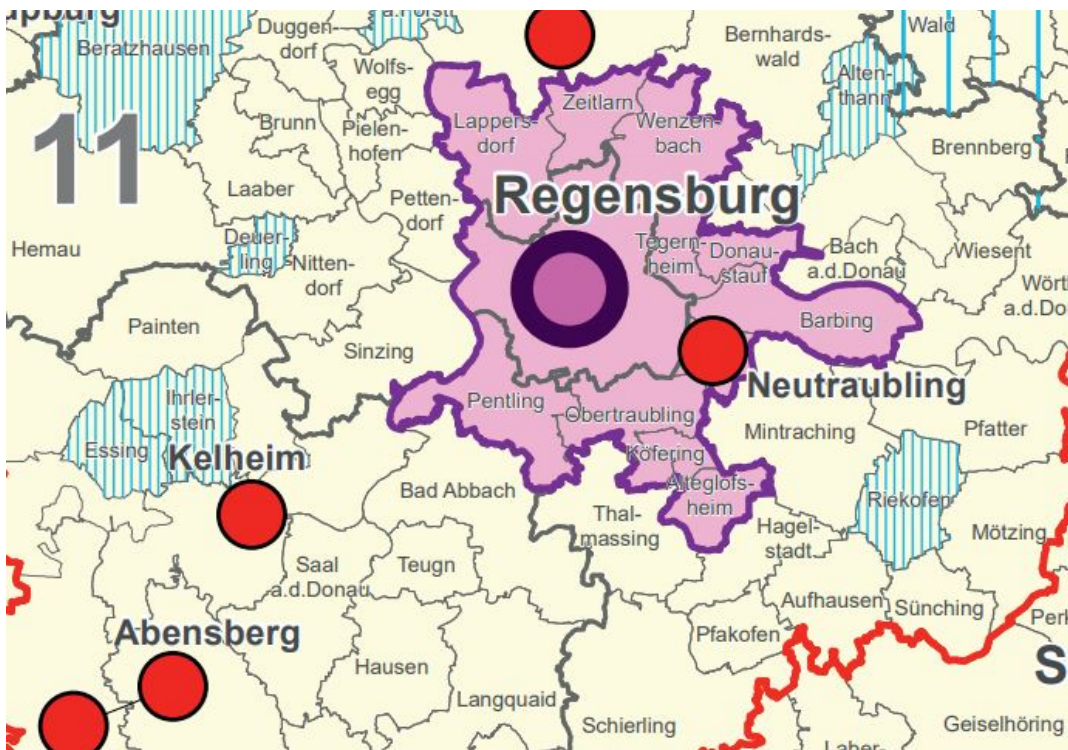 Beratzhausen
Duggen-
dorf
Bernhards-
wald
Wald
Wolfs-
egg
Alten-
thann
11
Brunn
Pielen-
hofen
Lappers-
dorf
Zeitlarn
Wenzen-
bach
Brennberg
Laaber
Petten-
dorf
Regensburg
Hemau
Deuer-
ling
Nitten-
dorf
Tegern-
heim
Donau-
stauf
Bach
a.d.Donau
Wiesent
Painten
Sinzing
Barbing
Neutraubling
Ihrler-
stein
Essing
Pentling
Obertraubling
Mintraching
Pfatter
Kelheim
Köfering
Bad Abbach
Alteglofs-
heim
Riekofen
Thal-
massing
Hagel-
stadt
Mötzing
Saal
a.d.Donau
Teugn
Aufhausen
Sünching
Abensberg
Pfakofen
Hausen
Langquaid
Schierling
Geiselhöring